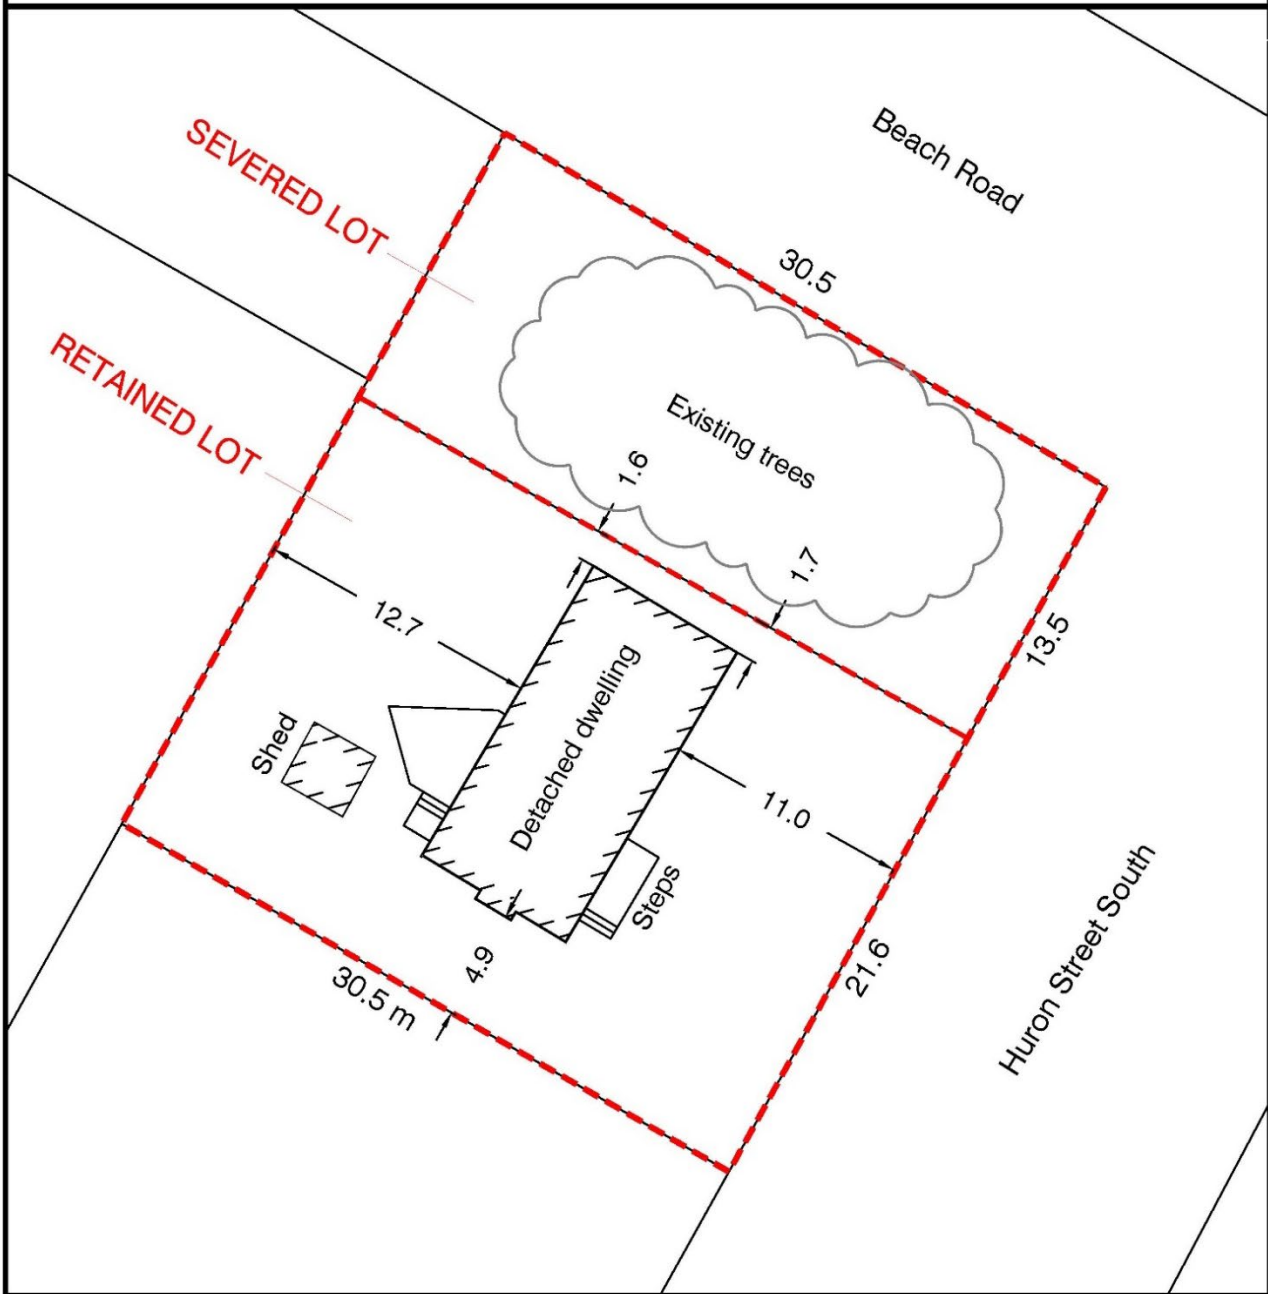 Beach Road
SEVERED LOT
30.5
RETAINED LOT
Existing trees
1.6
1.7
12.7
13.5
Shed
Detached dwelling
11.0
Steps
Huron Street South
4.9
21.6
30.5 m